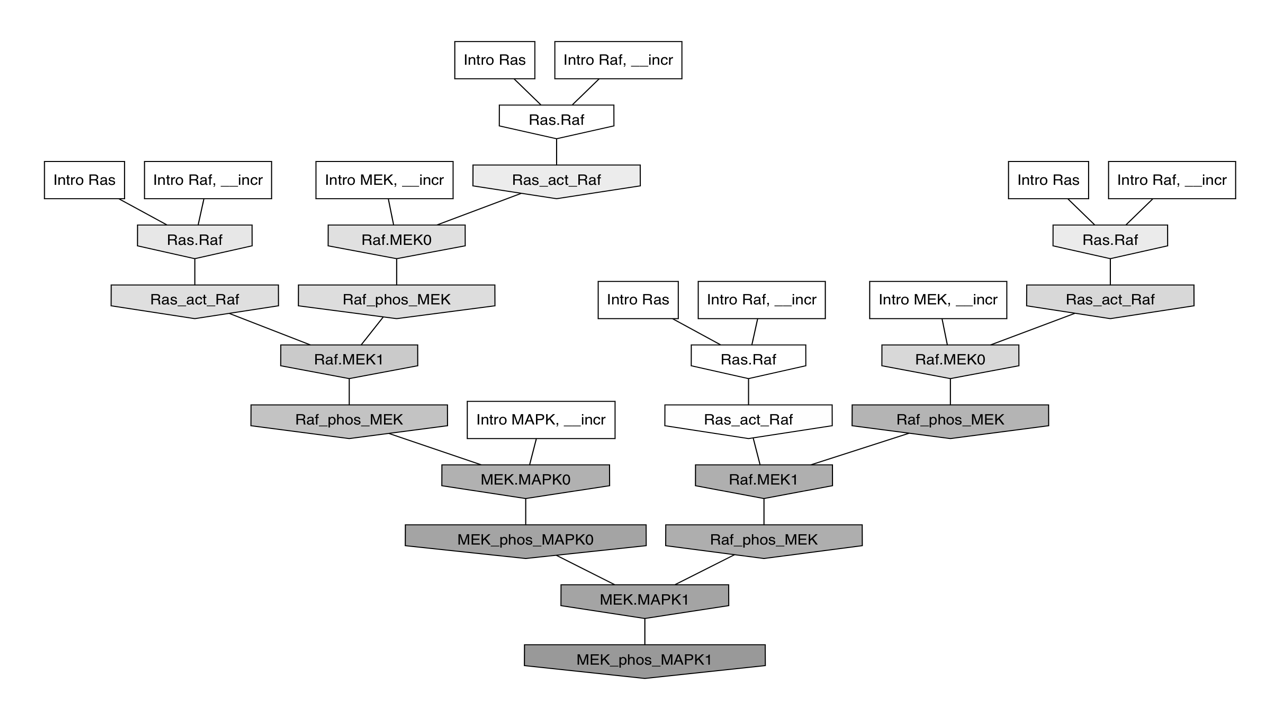 Intro Ras
Intro Raf, __incr
Ras.Raf
Intro Ras
Intro Raf, __incr
Intro MEK, __incr
Ras_act_Raf
Intro Ras
Intro Raf, __incr
Ras.Raf
Raf.MEK0
Ras.Raf
Ras_act_Raf
Raf_phos_MEK
Intro Ras
Intro Raf, __incr
Intro MEK, __incr
Ras_act_Raf
Raf.MEK1
Ras.Raf
Raf.MEK0
Raf_phos_MEK
Intro MAPK, __incr
Ras_act_Raf
Raf_phos_MEK
MEK.MAPK0
Raf.MEK1
MEK_phos_MAPK0
Raf_phos_MEK
MEK.MAPK1
MEK_phos_MAPK1